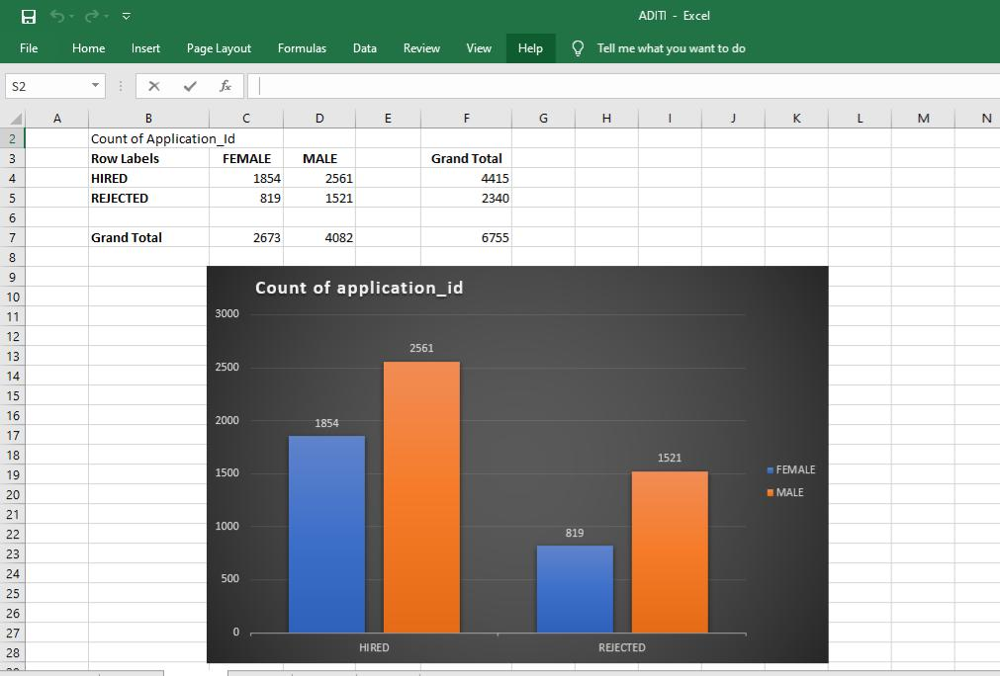 ADITI - Excel
File Home Insert Page Layout Formulas Data Review View Help Tell me what you want to do
S2 fx
A B C D E F G H I J K L M N
2 Count of Application_Id
3 Row Labels FEMALE MALE Grand Total
4 HIRED 1854 2561 4415
5 REJECTED 819 1521 2340
6
7 Grand Total 2673 4082 6755
8
9
10
11
12
13
14
15
16
17
18
19
20
21
22
23
24
25
26
27
28
Count of application_id
3000
2561
2500
1854
2000
1521
1500
FEMALE
MALE
819
1000
500
0
HIRED REJECTED